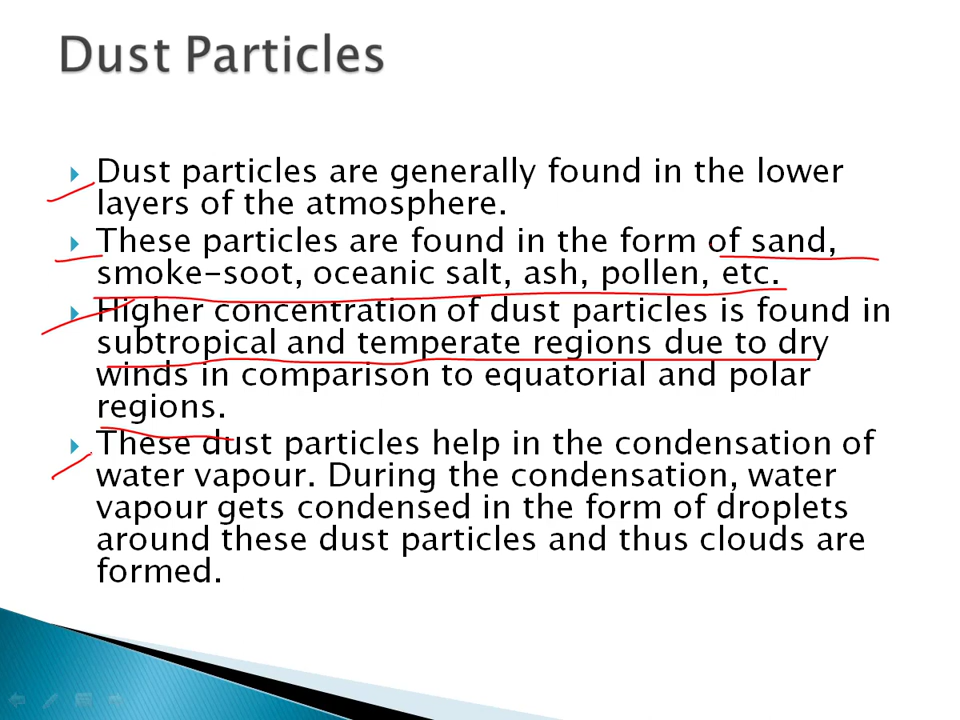 Dust Particles
Dust particles are generally found in the lower
layers of the atmosphere.
These particles are found in the form of sand,
smoke-soot, oceanic salt, ash, pollen, etc.
Higher concentration of dust particles is found in
subtropical and temperate regions due to dry
winds in comparison to equatorial and polar
regions.
These dust particles help in the condensation of
water vapour. During the condensation, water
vapour gets condensed in the form of droplets
around these dust particles and thus clouds are
formed.